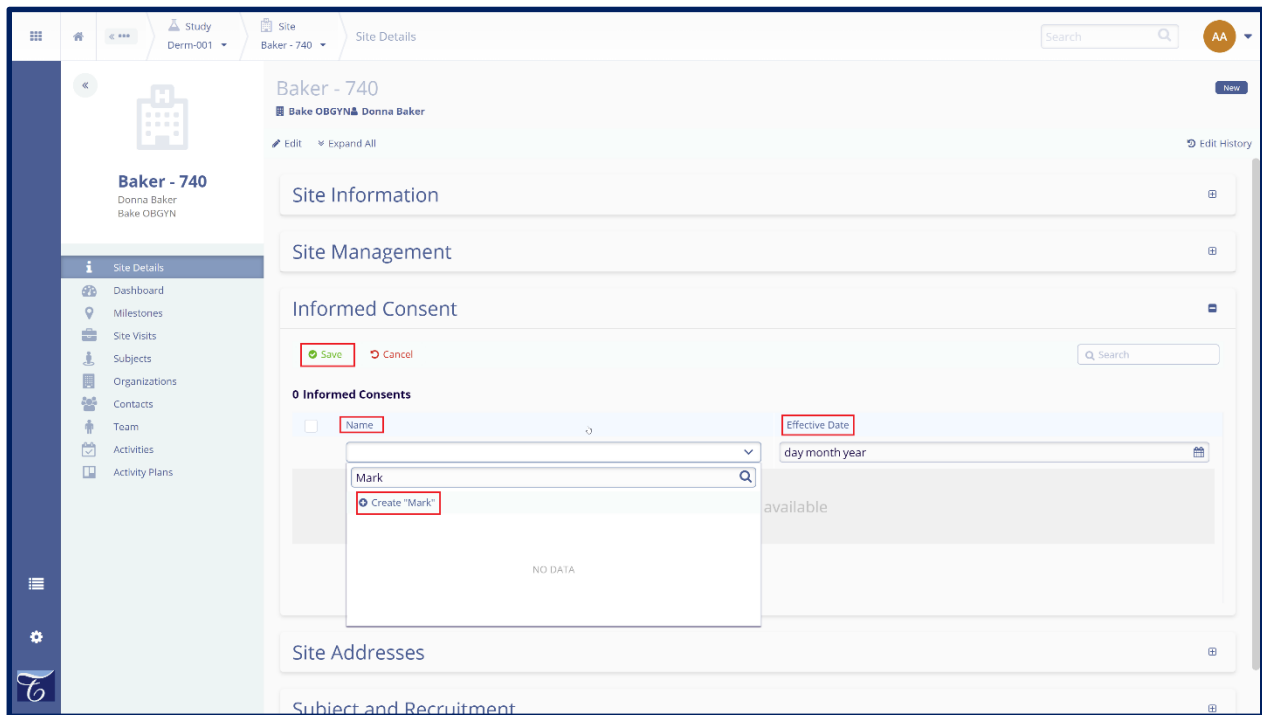 Study
Derm-001
Site
Baker - 740
Site Details
Search
AA
Baker - 740
New
Bake OBGYN Donna Baker
Edit
Expand All
Edit History
Baker - 740
Donna Baker
Bake OBGYN
Site Details
Dashboard
Milestones
Site Visits
Subjects
Organizations
Contacts
Team
Activities
Activity Plans
Site Information
Site Management
Informed Consent
Save
Cancel
Search
0 Informed Consents
Name
Effective Date
day month year
Mark
Create "Mark"
available
NO DATA
Site Addresses
Subject and Recruitment